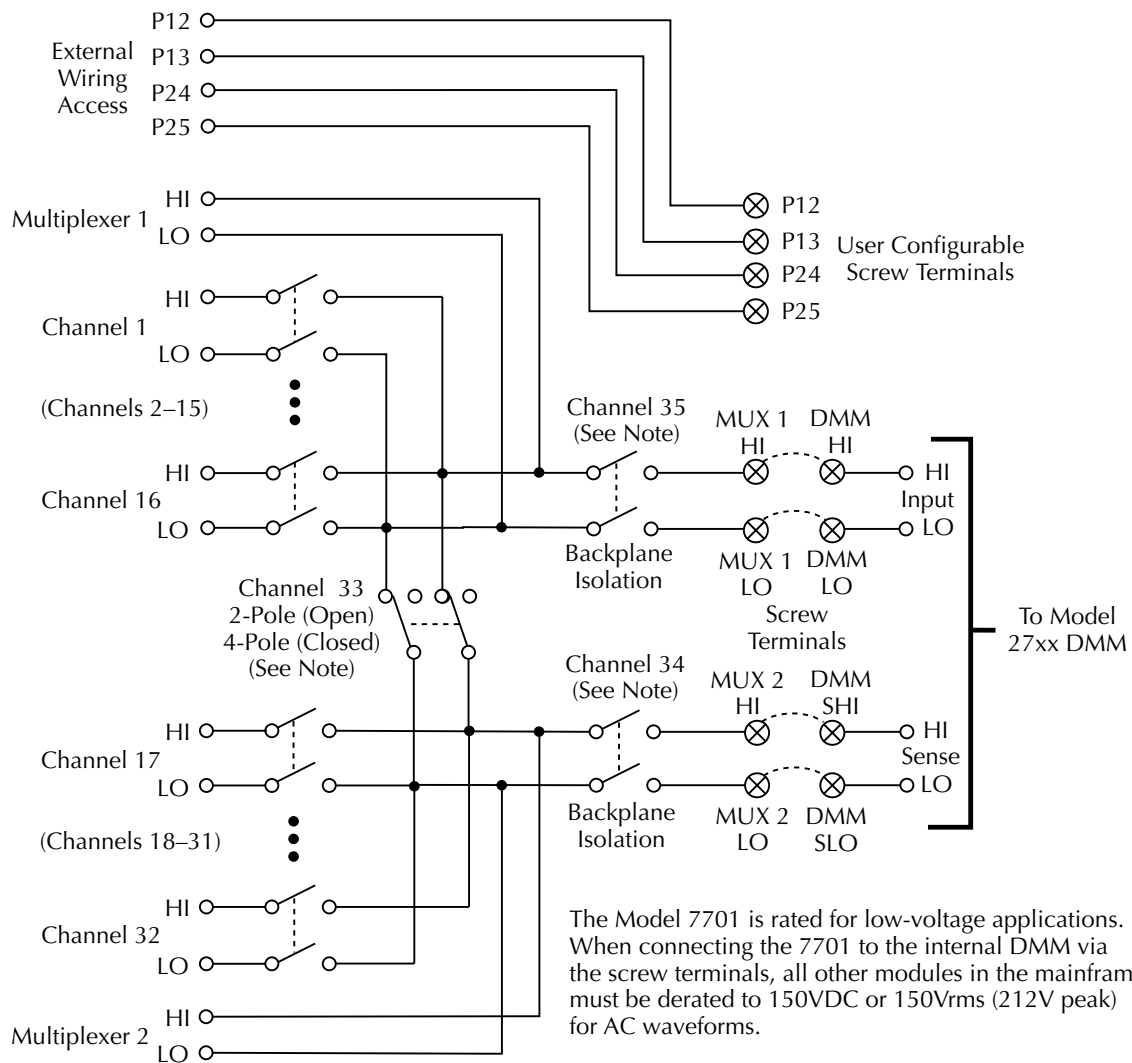 P12
P13
P24
P25
External
Wiring
Access
HI
LO
Multiplexer 1
P12
P13
P24
P25
User Configurable
Screw Terminals
HI
LO
Channel 1
(Channels 2–15)
HI
LO
Channel 16
Channel 35
(See Note)
MUX 1
HI
DMM
HI
HI
Input
LO
Backplane
Isolation
MUX 1
LO
DMM
LO
Screw
Terminals
Channel 33
2-Pole (Open)
4-Pole (Closed)
(See Note)
To Model
27xx DMM
Channel 34
(See Note)
MUX 2
HI
DMM
SHI
HI
Sense
LO
HI
LO
Channel 17
Backplane
Isolation
MUX 2
LO
DMM
SLO
(Channels 18–31)
HI
LO
Channel 32
HI
LO
Multiplexer 2
The Model 7701 is rated for low-voltage applications.
When connecting the 7701 to the internal DMM via
the screw terminals, all other modules in the mainfram
must be derated to 150VDC or 150Vrms (212V peak)
for AC waveforms.